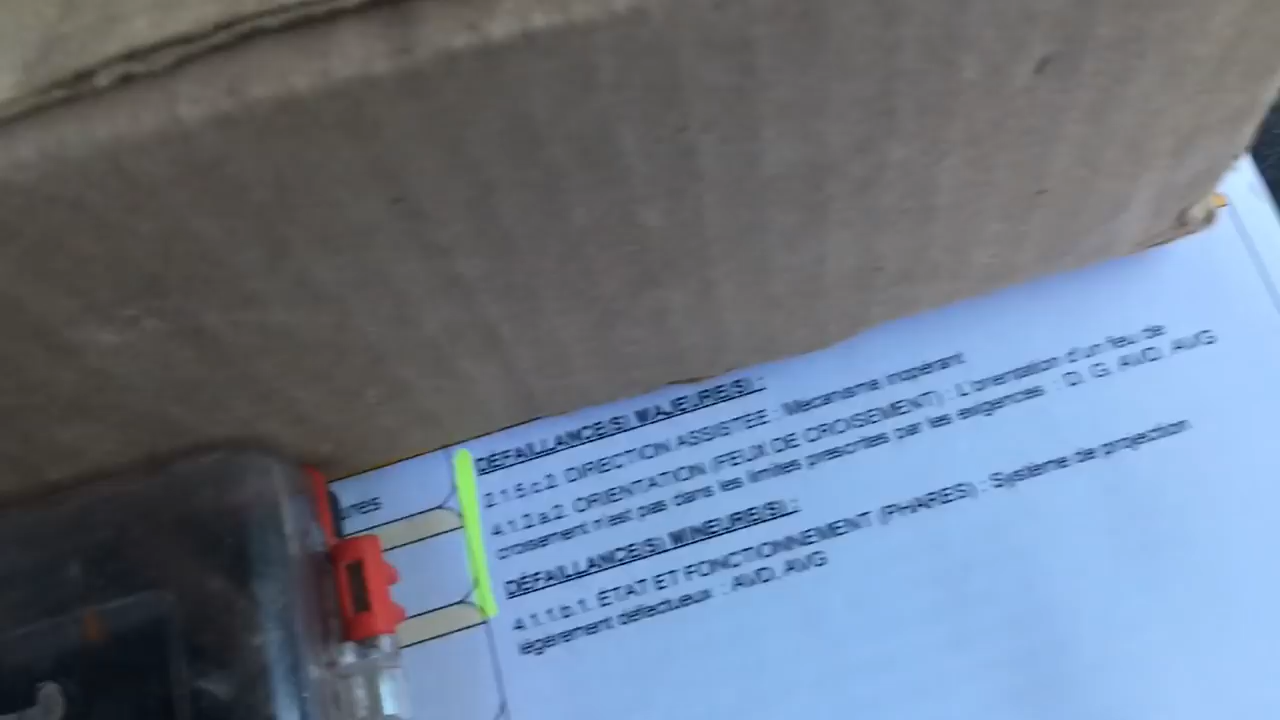 DÉFAILLANCE(S) MAJEURE(S) :
2.1.5.c.2. DIRECTION ASSISTÉE : Mécanisme inopérant
4.1.2.a.2. ORIENTATION (FEUX DE CROISEMENT) : L'orientation d'un feu de
croisement n'est pas dans les limites prescrites par les exigences : D, G, AVD, AVG
DÉFAILLANCE(S) MINEURE(S) :
4.1.1.b.1. ÉTAT ET FONCTIONNEMENT (PHARES) : Système de projection
légèrement défectueux : AVD, AVG